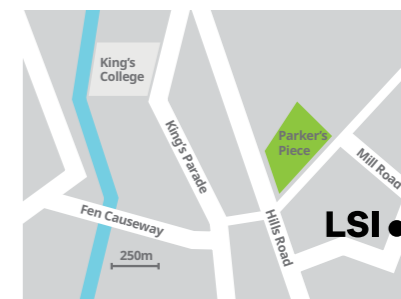 King's
College
King's Parade
Parker's
Piece
Mill Road
Fen Causeway
Hills Road
LSI
250m